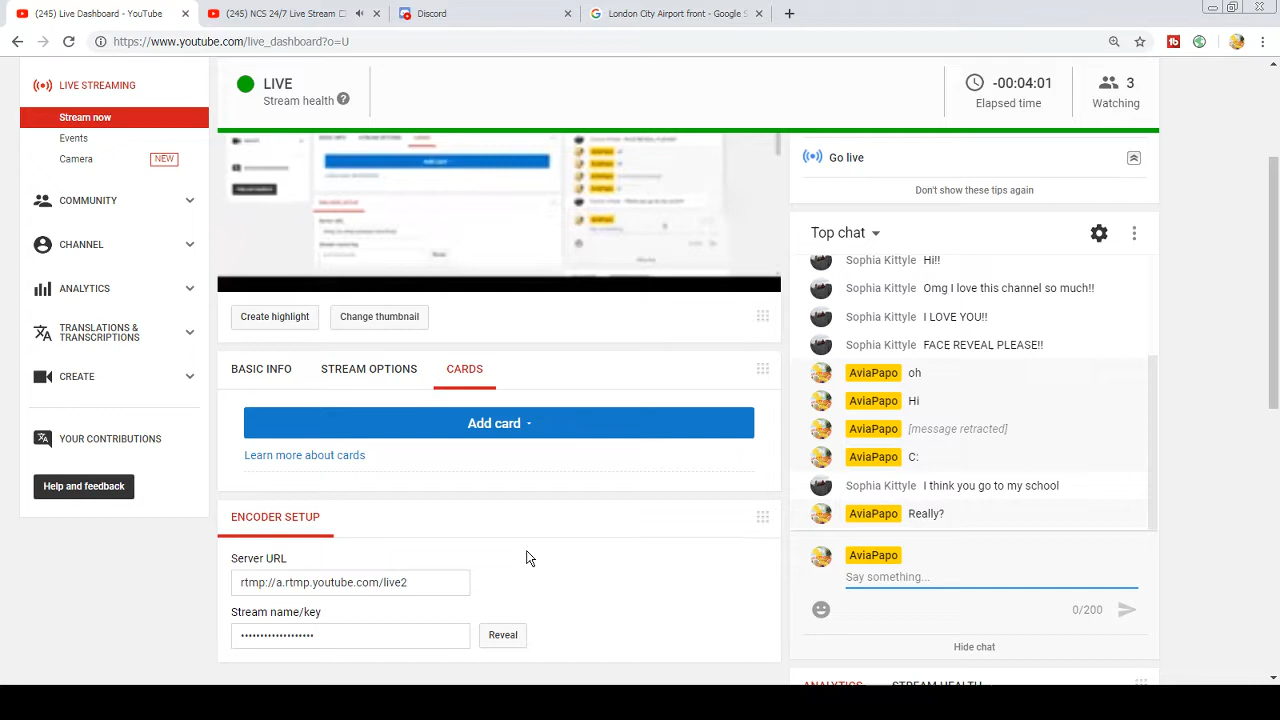 (245) Live Dashboard - YouTube
(245) NCS 24/7 Live Stream
Discord
London City Airport front - Google S
https://www.youtube.com/live_dashboard?o=U
LIVE STREAMING
Stream now
Events
Camera
NEW
COMMUNITY
CHANNEL
ANALYTICS
TRANSLATIONS &
TRANSCRIPTIONS
CREATE
YOUR CONTRIBUTIONS
Help and feedback
LIVE
Stream health ?
-00:04:01
Elapsed time
3
Watching
Add card
Create highlight
Change thumbnail
BASIC INFO
STREAM OPTIONS
CARDS
Add card
Learn more about cards
ENCODER SETUP
Server URL
rtmp://a.rtmp.youtube.com/live2
Stream name/key
•••••••••••••••••••
Reveal
Go live
Don't show these tips again
Top chat
Sophia Kittyle Hi!!
Sophia Kittyle Omg I love this channel so much!!
Sophia Kittyle I LOVE YOU!!
Sophia Kittyle FACE REVEAL PLEASE!!
AviaPapo oh
AviaPapo Hi
AviaPapo [message retracted]
AviaPapo C:
Sophia Kittyle I think you go to my school
AviaPapo Really?
AviaPapo
Say something...
0/200
Hide chat
ANALYTICS
STREAM HEALTH